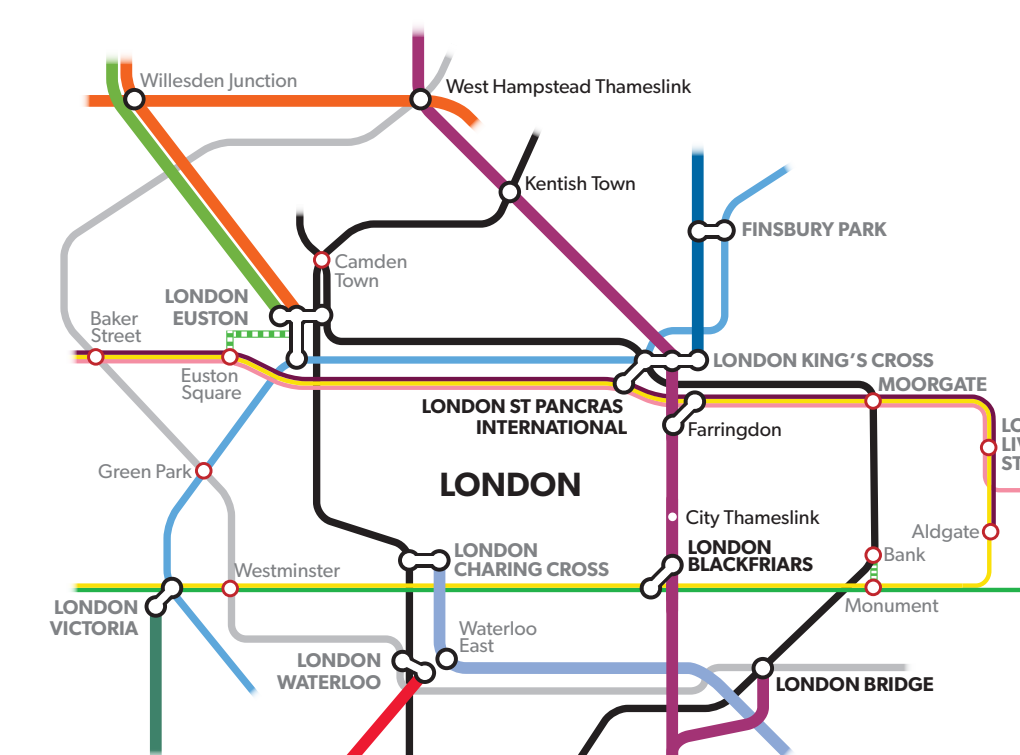 Willesden Junction
West Hampstead Thameslink
Kentish Town
FINSBURY PARK
Camden
Town
LONDON
EUSTON
Baker
Street
Euston
Square
LONDON KING'S CROSS
MOORGATE
LONDON ST PANCRAS
INTERNATIONAL
Farringdon
Green Park
LONDON
City Thameslink
Aldgate
LONDON
BLACKFRIARS
LONDON
CHARING CROSS
Bank
Westminster
Monument
LONDON
VICTORIA
Waterloo
East
LONDON
WATERLOO
LONDON BRIDGE